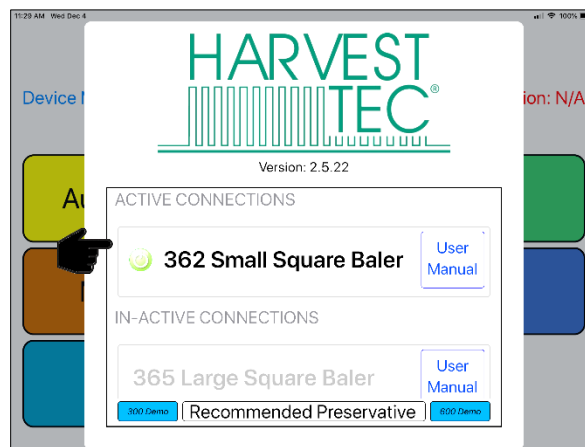 11:29 AM Wed Dec 4
100%
HARVEST
TEC®
Device
ion: N/A
Version: 2.5.22
Au
ACTIVE CONNECTIONS
362 Small Square Baler
User
Manual
IN-ACTIVE CONNECTIONS
365 Large Square Baler
User
Manual
300 Demo
Recommended Preservative
600 Demo